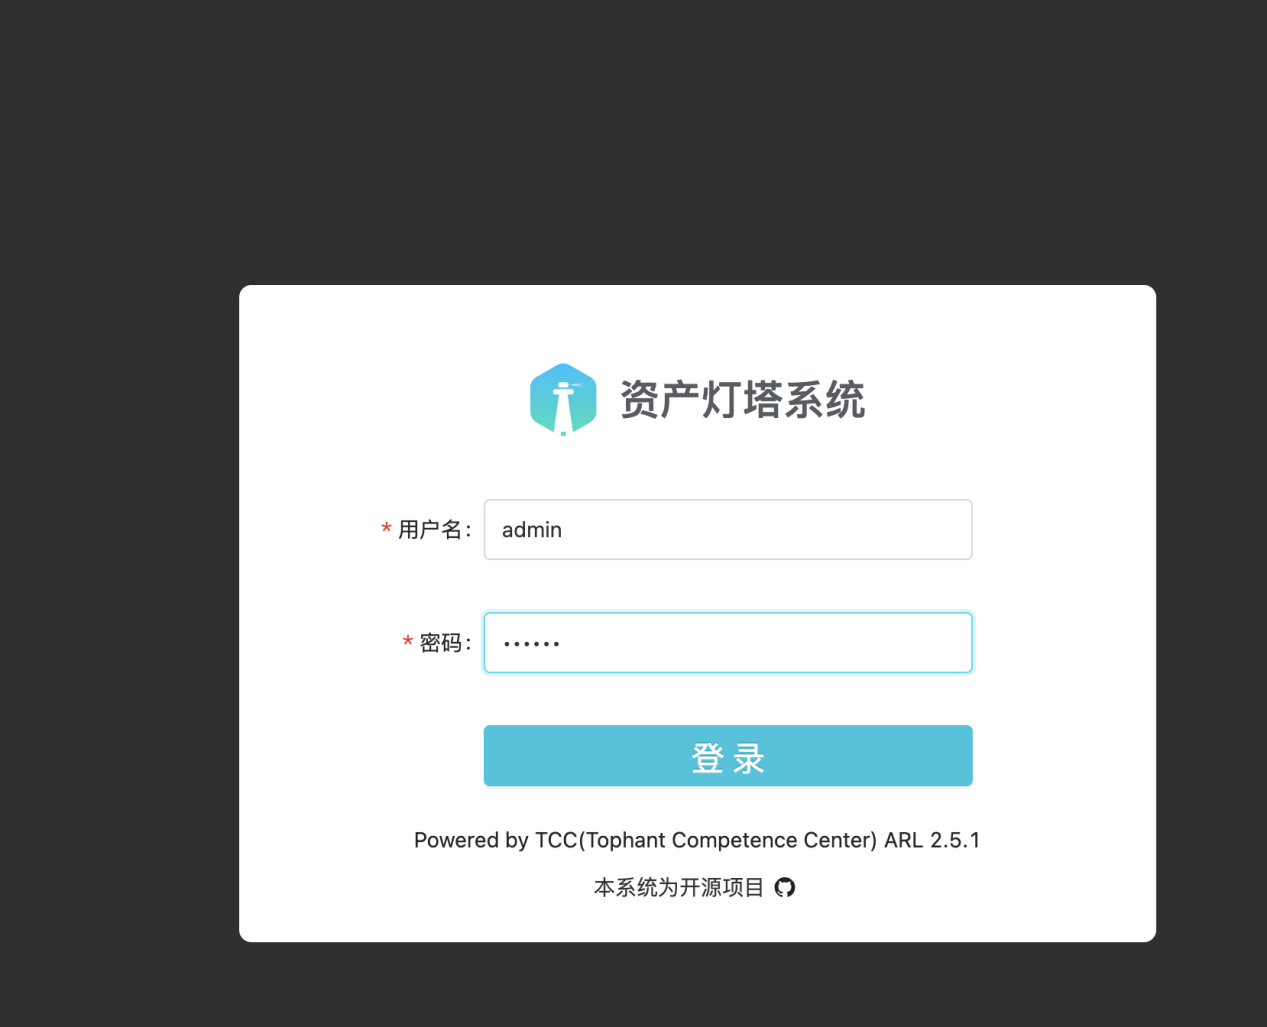 资产灯塔系统
* 用户名: admin
* 密码: ••••••
登 录
Powered by TCC(Tophant Competence Center) ARL 2.5.1
本系统为开源项目